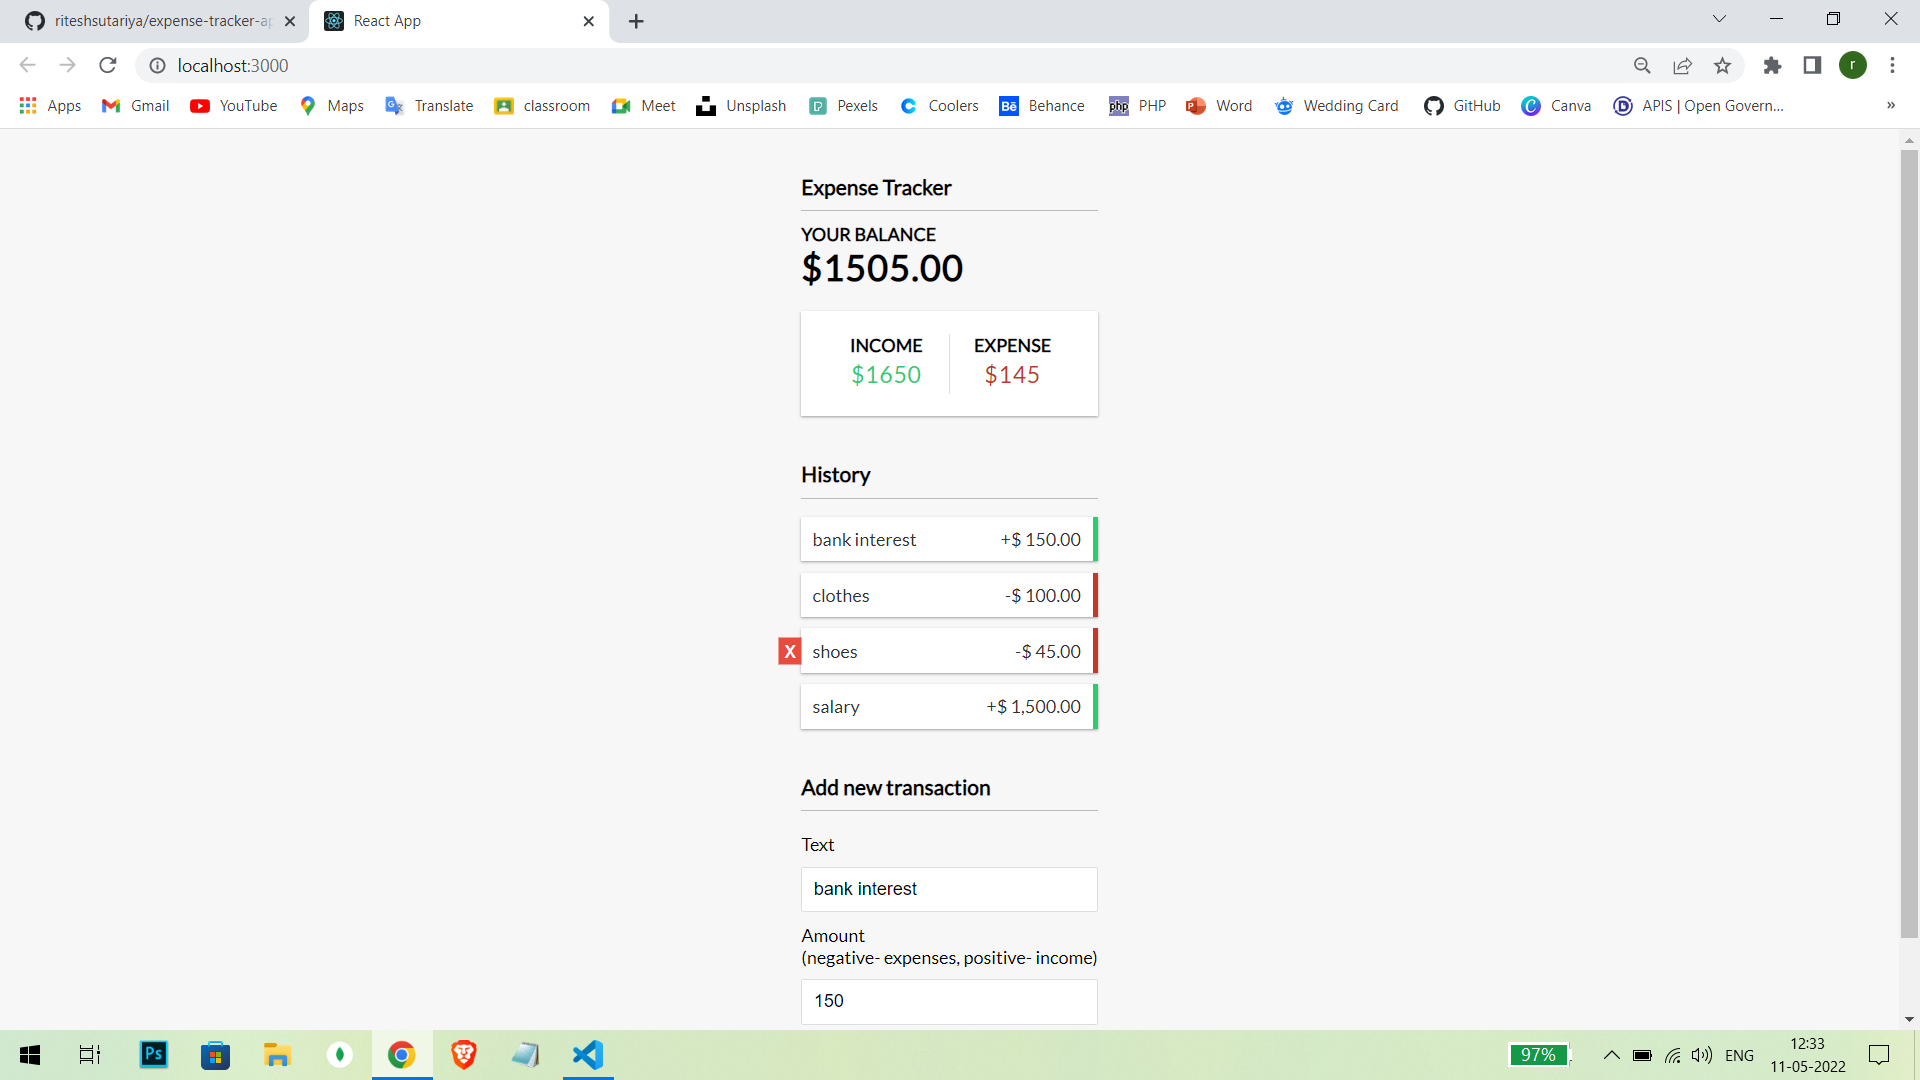 riteshsutariya/expense-tracker-ap
React App
localhost:3000
r
Apps Gmail YouTube Maps Translate classroom Meet Unsplash Pexels Coolers Behance PHP Word Wedding Card GitHub Canva APIS | Open Govern... »
Expense Tracker
YOUR BALANCE
$1505.00
INCOME EXPENSE
$1650 $145
History
bank interest +$ 150.00
clothes -$ 100.00
X shoes -$ 45.00
salary +$ 1,500.00
Add new transaction
Text
bank interest
Amount
(negative- expenses, positive- income)
150
Ps
97% ENG
12:33
11-05-2022